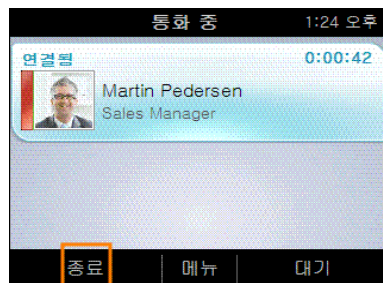 통화 중 1:24 오후
연결됨 0:00:42
Martin Pedersen
Sales Manager
종료 메뉴 대기